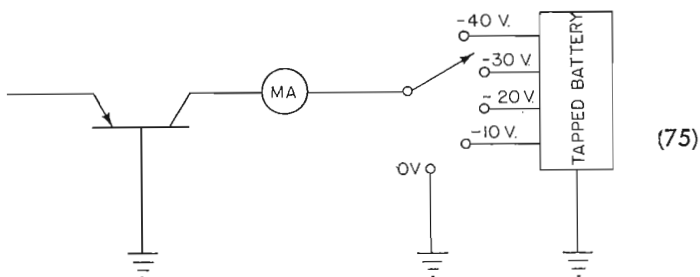 -40 V.
-30 V.
- 20 V.
-10 V.
0V
MA
TAPPED BATTERY
(75)